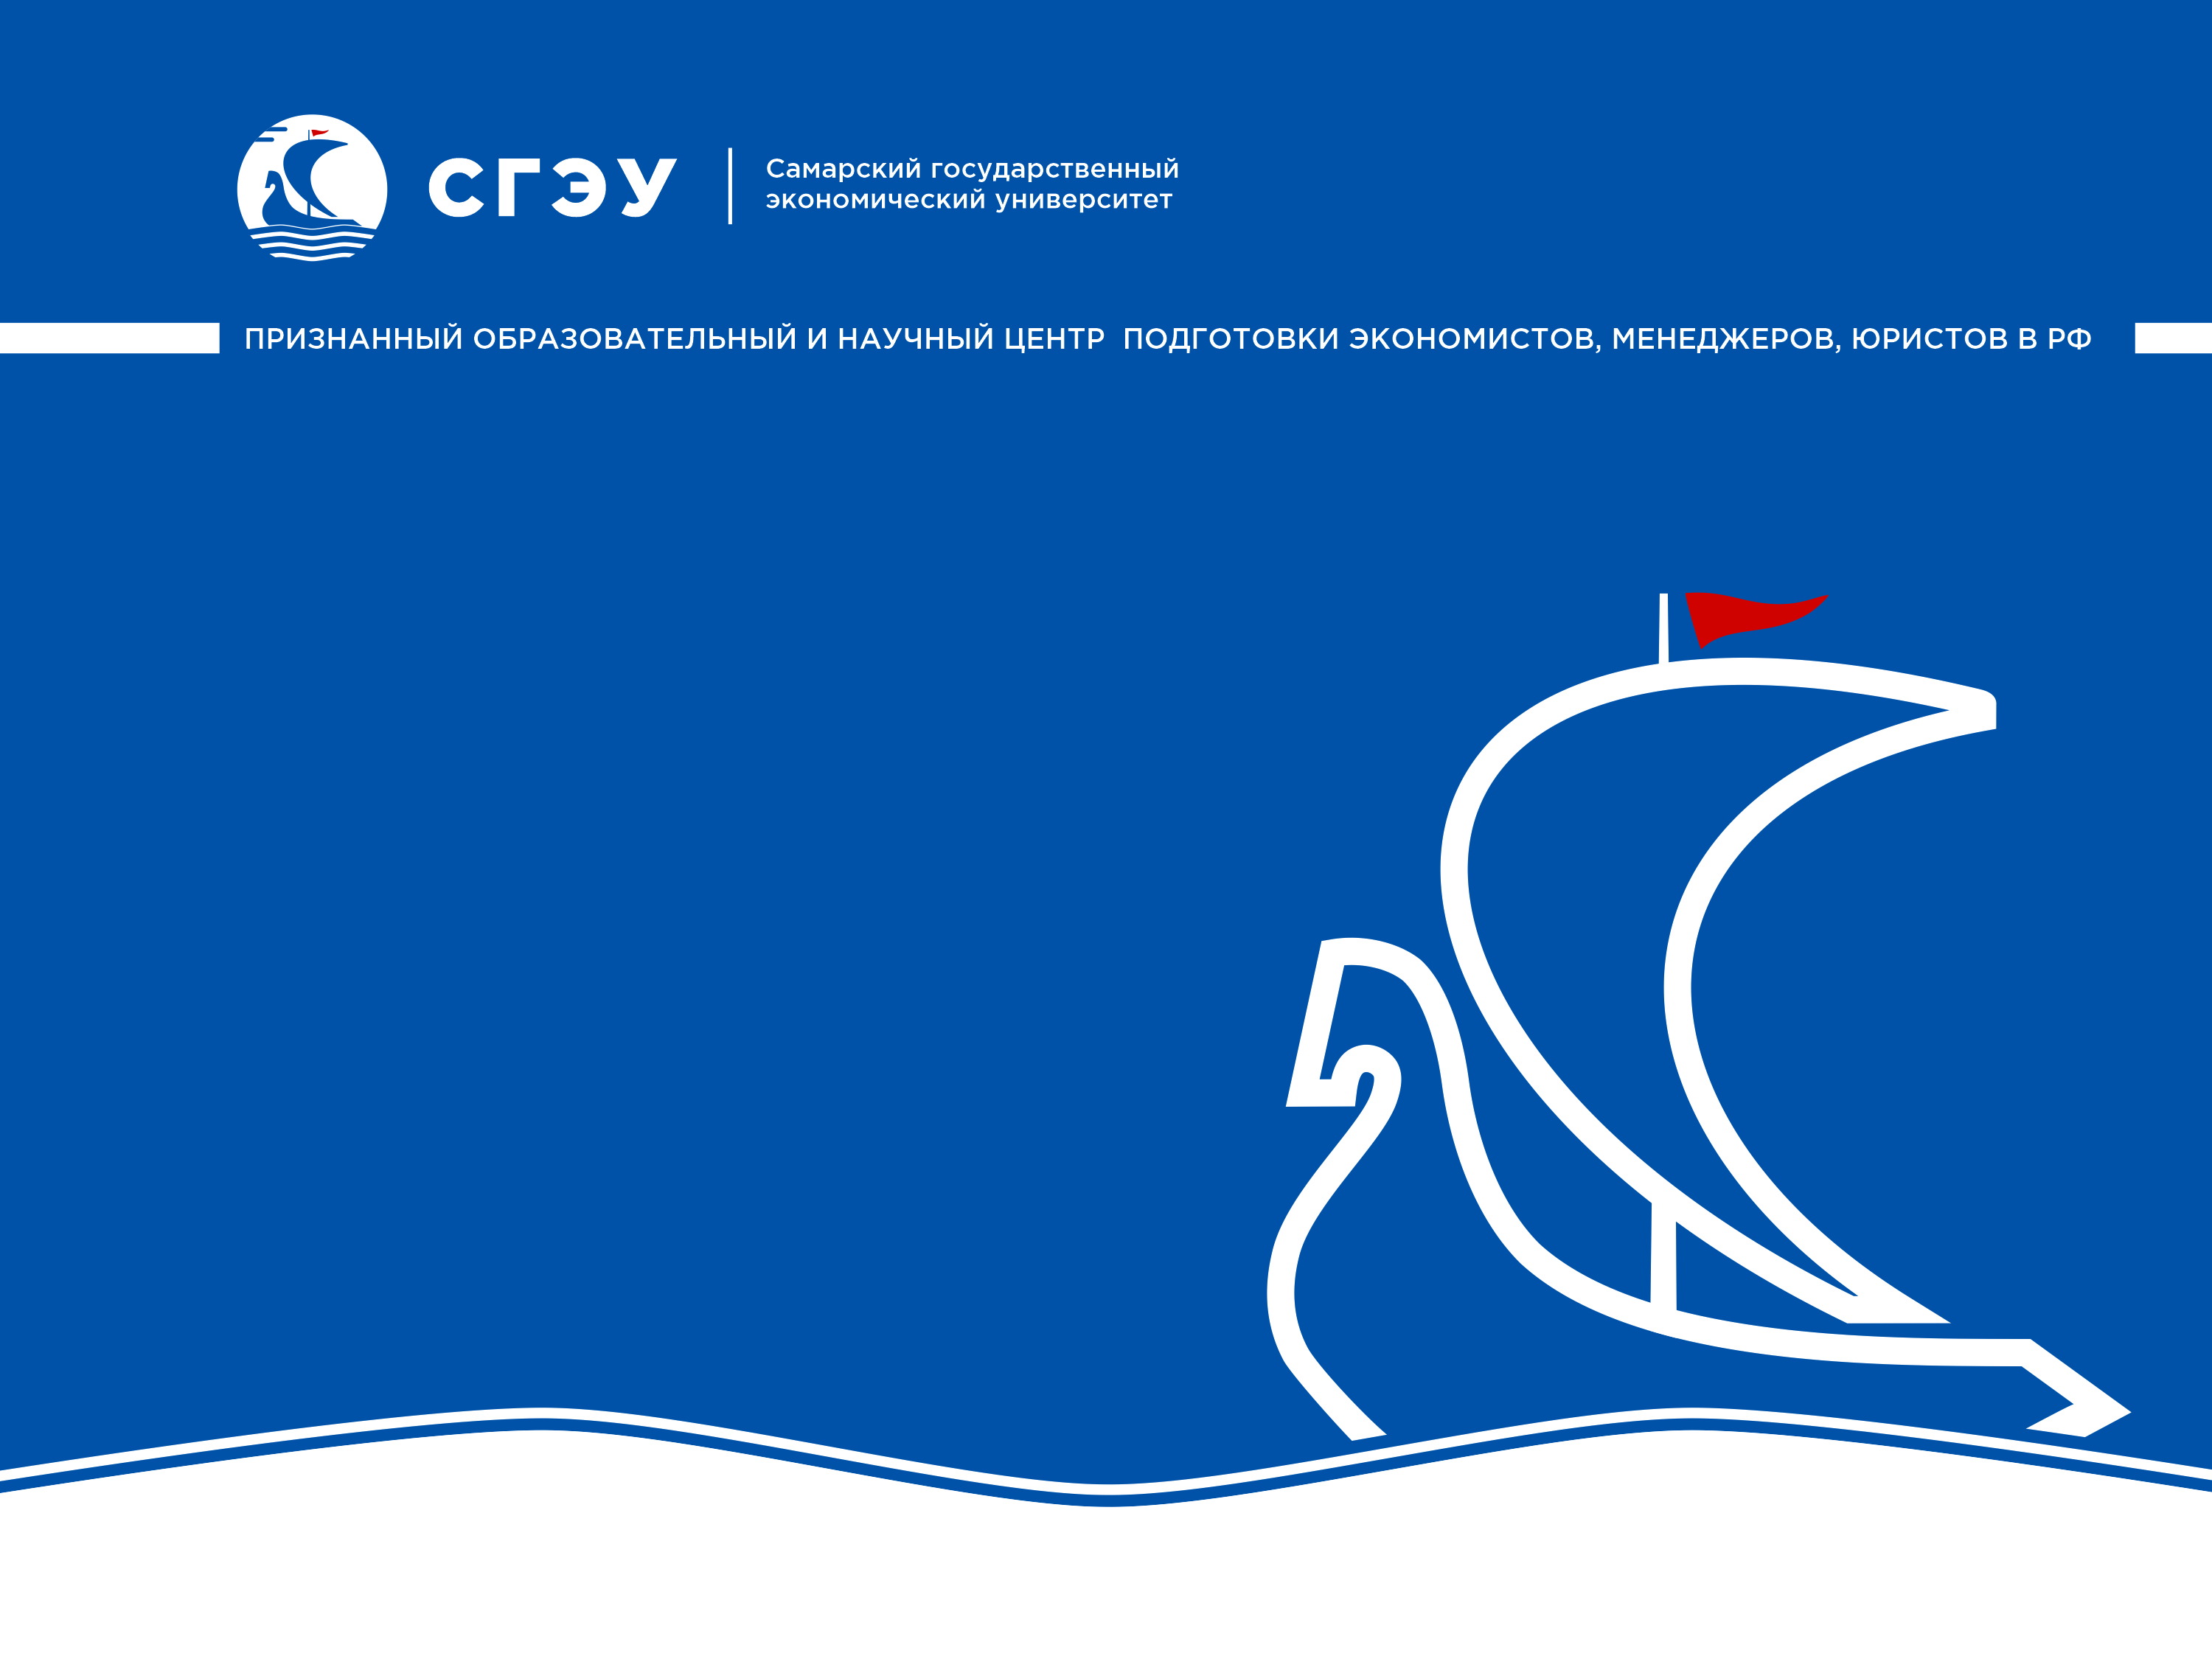 СГЭУ
Самарский государственный
экономический университет
ПРИЗНАННЫЙ ОБРАЗОВАТЕЛЬНЫЙ И НАУЧНЫЙ ЦЕНТР ПОДГОТОВКИ ЭКОНОМИСТОВ, МЕНЕДЖЕРОВ, ЮРИСТОВ В РФ